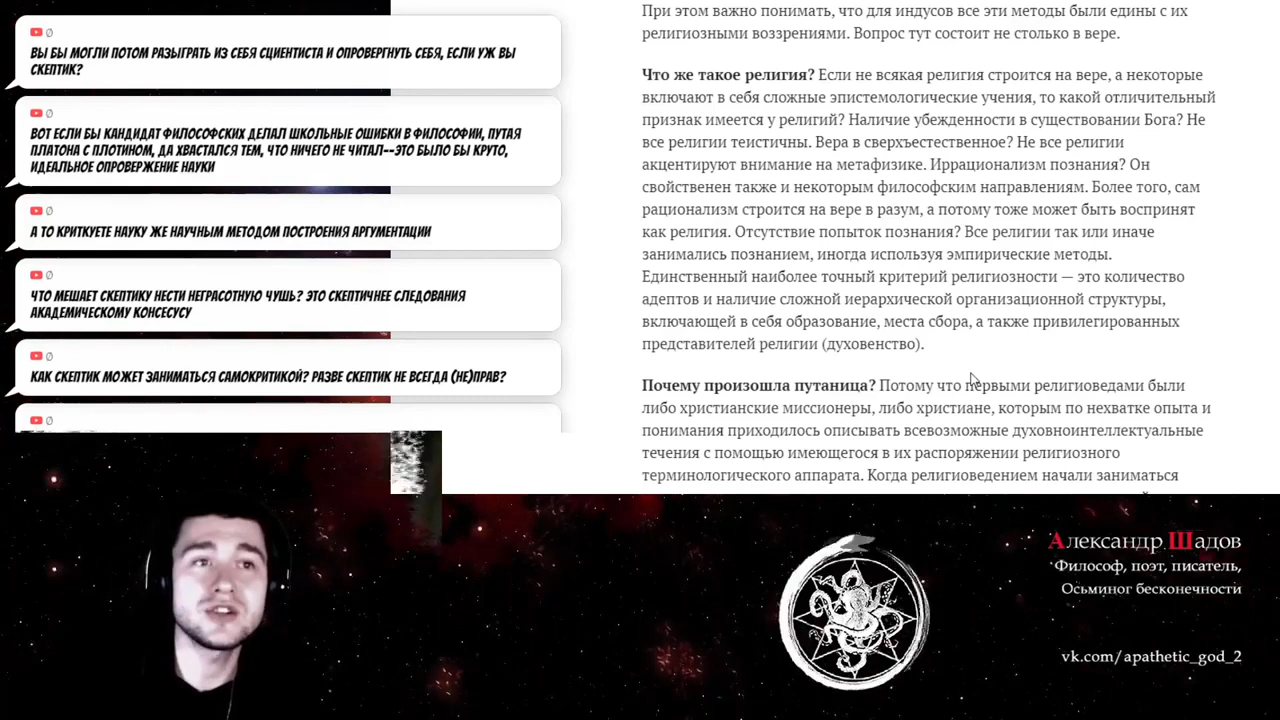 Ø
ВЫ БЫ МОГЛИ ПОТОМ РАЗЫГРАТЬ ИЗ СЕБЯ СЦИЕНТИСТА И ОПРОВЕРГНУТЬ СЕБЯ, ЕСЛИ УЖ ВЫ
СКЕПТИК?
Ø
ВОТ ЕСЛИ БЫ КАНДИДАТ ФИЛОСОФСКИХ ДЕЛАЛ ШКОЛЬНЫЕ ОШИБКИ В ФИЛОСОФИИ, ПУТАЯ
ПЛАТОНА С ПЛОТИНОМ, ДА ХВАСТАЛСЯ ТЕМ, ЧТО НИЧЕГО НЕ ЧИТАЛ--ЭТО БЫЛО БЫ КРУТО,
ИДЕАЛЬНОЕ ОПРОВЕРЖЕНИЕ НАУКИ
Ø
А ТО КРИТКУЕТЕ НАУКУ ЖЕ НАУЧНЫМ МЕТОДОМ ПОСТРОЕНИЯ АРГУМЕНТАЦИИ
Ø
ЧТО МЕШАЕТ СКЕПТИКУ НЕСТИ НЕГРАСОТНУЮ ЧУШЬ? ЭТО СКЕПТИЧНЕЕ СЛЕДОВАНИЯ
АКАДЕМИЧЕСКОМУ КОНСЕСУСУ
Ø
КАК СКЕПТИК МОЖЕТ ЗАНИМАТЬСЯ САМОКРИТИКОЙ? РАЗВЕ СКЕПТИК НЕ ВСЕГДА (НЕ)ПРАВ?
Ø
При этом важно понимать, что для индусов все эти методы были едины с их
религиозными воззрениями. Вопрос тут состоит не столько в вере.
Что же такое религия? Если не всякая религия строится на вере, а некоторые
включают в себя сложные эпистемологические учения, то какой отличительный
признак имеется у религий? Наличие убежденности в существовании Бога? Не
все религии теистичны. Вера в сверхъестественное? Не все религии
акцентируют внимание на метафизике. Иррационализм познания? Он
свойственен также и некоторым философским направлениям. Более того, сам
рационализм строится на вере в разум, а потому тоже может быть воспринят
как религия. Отсутствие попыток познания? Все религии так или иначе
занимались познанием, иногда используя эмпирические методы.
Единственный наиболее точный критерий религиозности — это количество
адептов и наличие сложной иерархической организационной структуры,
включающей в себя образование, места сбора, а также привилегированных
представителей религии (духовенство).
Почему произошла путаница? Потому что первыми религиоведами были
либо христианские миссионеры, либо христиане, которым по нехватке опыта и
понимания приходилось описывать всевозможные духовноинтеллектуальные
течения с помощью имеющегося в их распоряжении религиозного
терминологического аппарата. Когда религиоведением начали заниматься
Александр Шадов
Философ, поэт, писатель,
Осьминог бесконечности
vk.com/apathetic_god_2